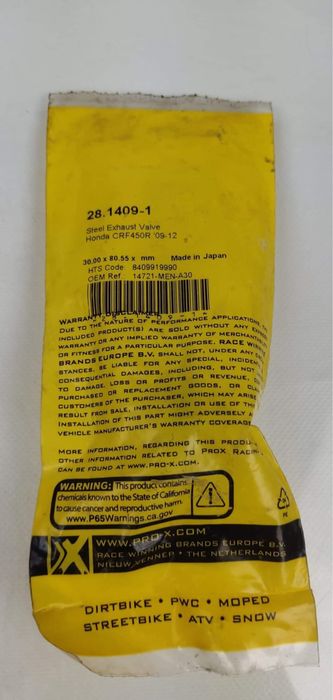 28.1409-1
Steel Exhaust Valve
Honda CRF450R '09-12
30.00 x 80.55 x mm Made in Japan
HTS Code: 8409919990
OEM Ref.: 14721-MEN-A30
WARRANTY DISCLAIMER
DUE TO THE NATURE OF PERFORMANCE APPLICATIONS
INCLUDED PRODUCT(S) ARE SOLD WITHOUT ANY
WARRANTY OR ANY IMPLIED WARRANTY OF
OR FITNESS FOR A PARTICULAR PURPOSE. RACE
BRANDS EUROPE B.V. SHALL NOT, UNDER ANY
STANCES, BE LIABLE FOR ANY SPECIAL, INCIDEN
CONSEQUENTIAL DAMAGES, INCLUDING, BUT NOT
TO DAMAGE, LOSS OR PROFITS OR REVENUE,
PURCHASED OR REPLACEMENT GOODS, OR
CUSTOMERS OF THE PURCHASER, WHICH MAY ARISE
RESULT FROM SALE, INSTALLATION OR USE OF
INSTALLATION OF THIS PART MIGHT ADVERSELY
VEHICLE MANUFACTURER'S WARRANTY COVERAGE
MORE INFORMATION, REGARDING THIS
OTHER INFORMATION RELATED TO PROX
CAN BE FOUND AT WWW.PRO-X.COM
WARNING: This product contains
chemicals known to the State of California
to cause cancer and reproductive harm.
www.P65Warnings.ca.gov
WWW.PRO-X.COM
RACE WINNING BRANDS EUROPE B.V.
NIEUW VENNEP • THE NETHERLANDS
DIRTBIKE • PWC • MOPED
STREETBIKE • ATV • SNOW